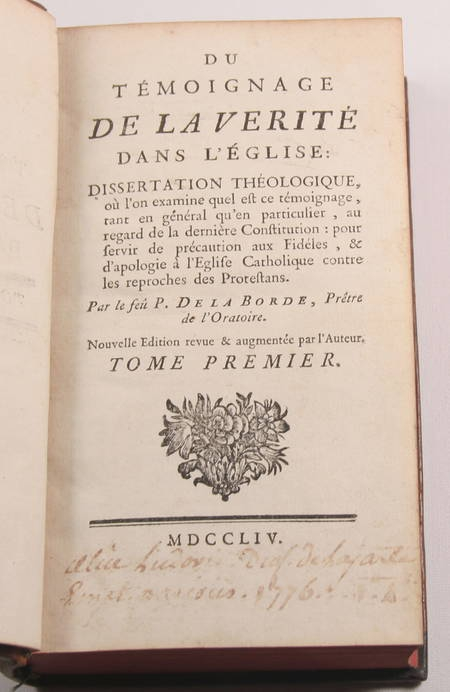 DU
TÉMOIGNAGE
DE LA VERITÉ
DANS L'ÉGLISE:
DISSERTATION THÉOLOGIQUE,
où l'on examine quel est ce témoignage,
tant en général qu'en particulier, au
regard de la dernière Constitution: pour
servir de précaution aux Fidéles, &
d'apologie à l'Eglise Catholique contre
les reproches des Protestans.
Par le feû P. DE LA BORDE, Prêtre
de l'Oratoire.
Nouvelle Edition revue & augmentée par l'Auteur.
TOME PREMIER.
MDCCLIV.
1776.